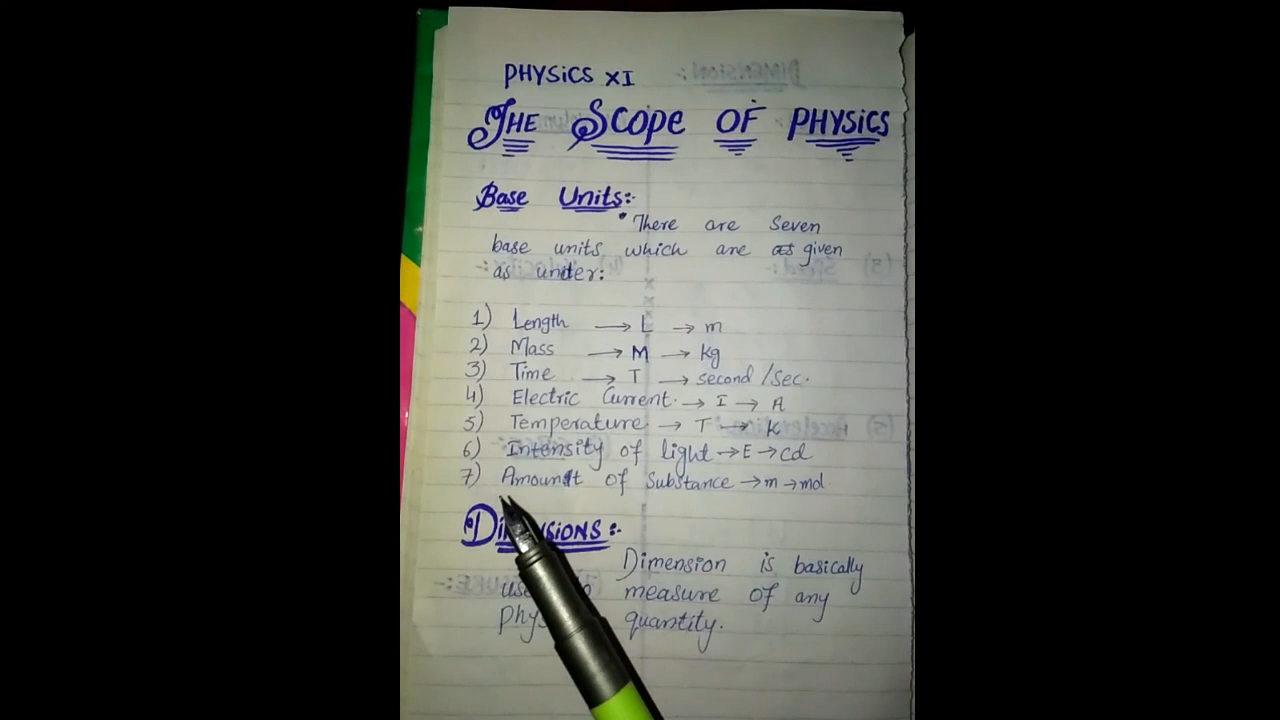 PHYSICS XI
THE SCOPE OF PHYSICS
Base Units:-
There are Seven
base units which are as given
as under:
1) Length → L → m
2) Mass → M → kg
3) Time → T → second / Sec.
4) Electric Current → I → A
5) Temperature → T → k
6) Intensity of light → E → cd
7) Amount of Substance → m → mol
DIMENSIONS:-
Dimension is basically
measure of any
quantity.